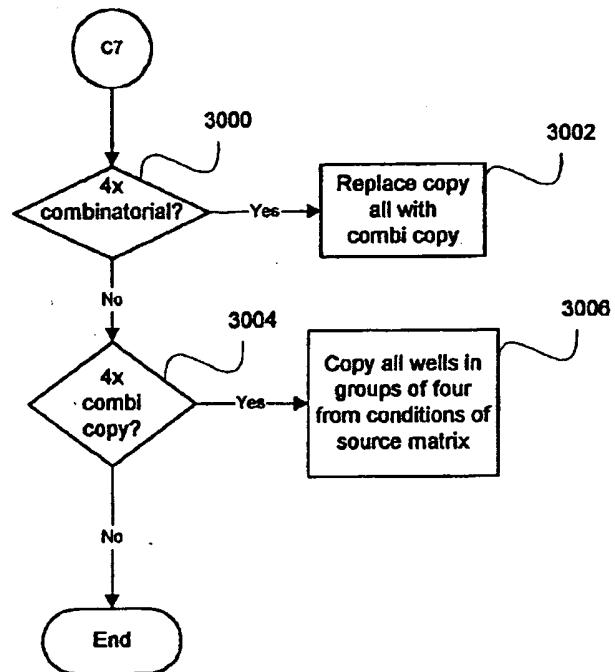 C7
3000
4x
combinatorial?
Yes
3002
Replace copy
all with
combi copy
No
3004
4x
combi
copy?
Yes
3006
Copy all wells in
groups of four
from conditions of
source matrix
No
End